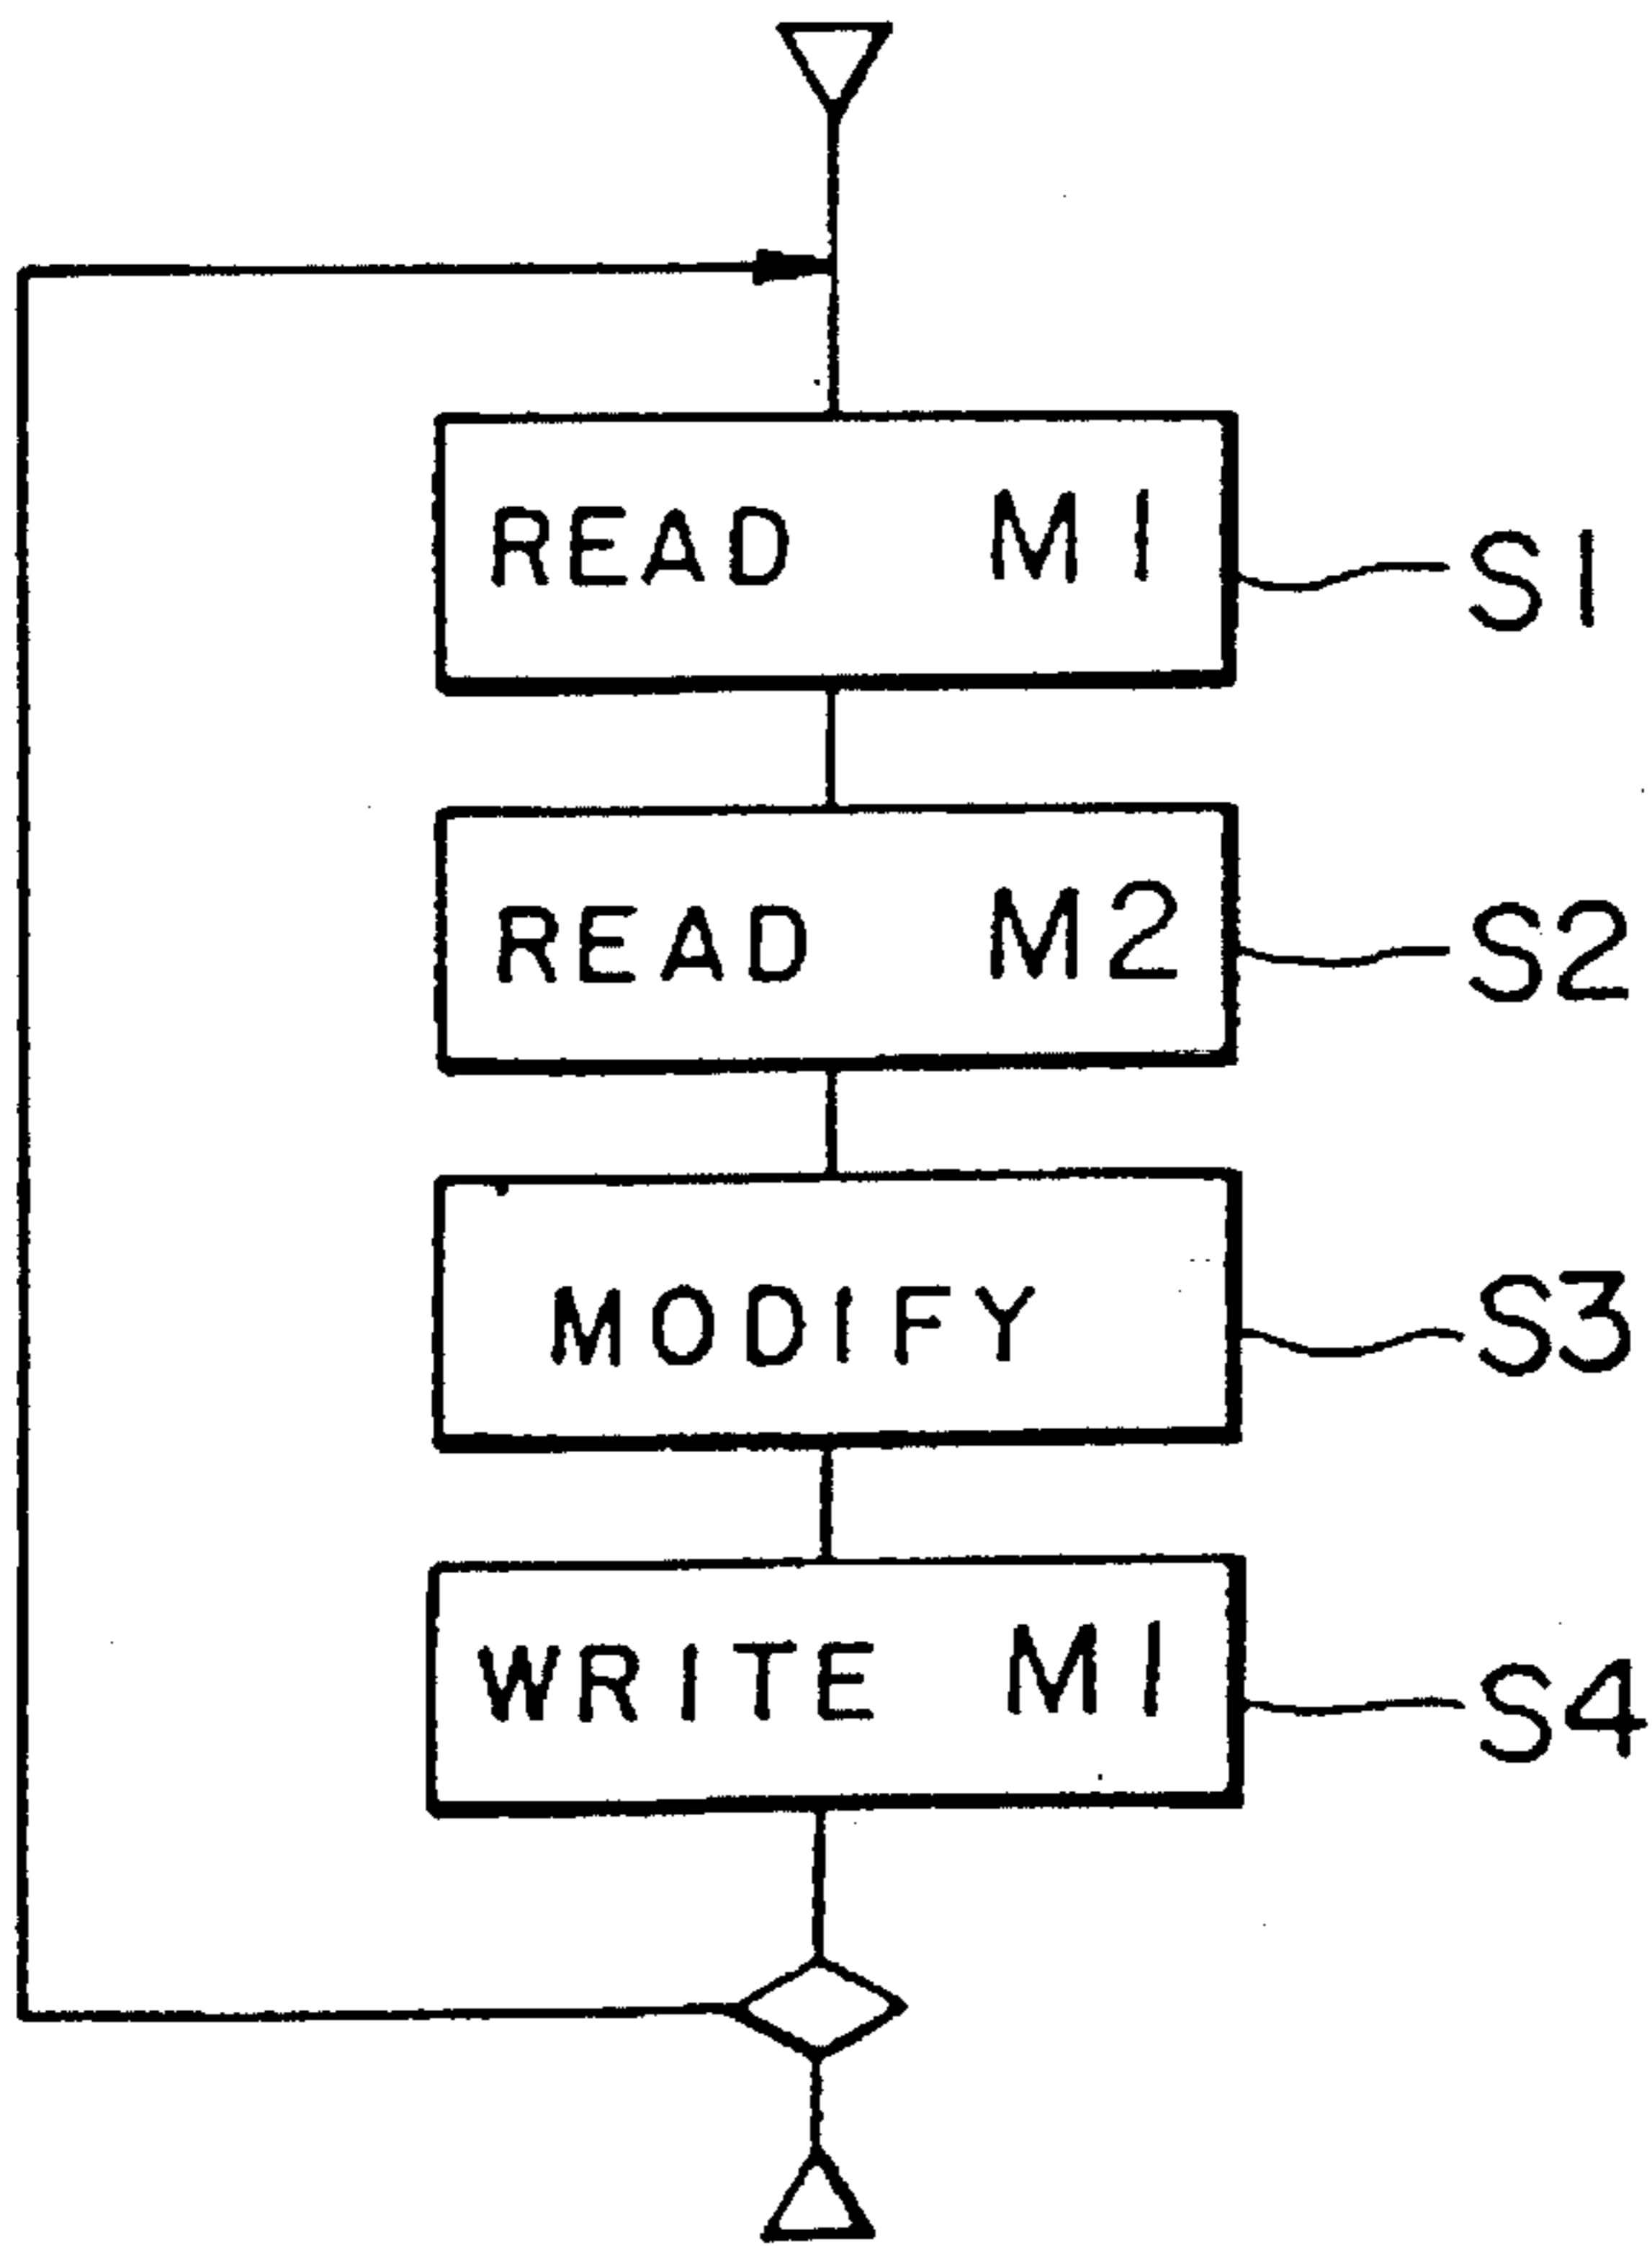 READ M1
S1
READ M2
S2
MODIFY
S3
WRITE M1
S4